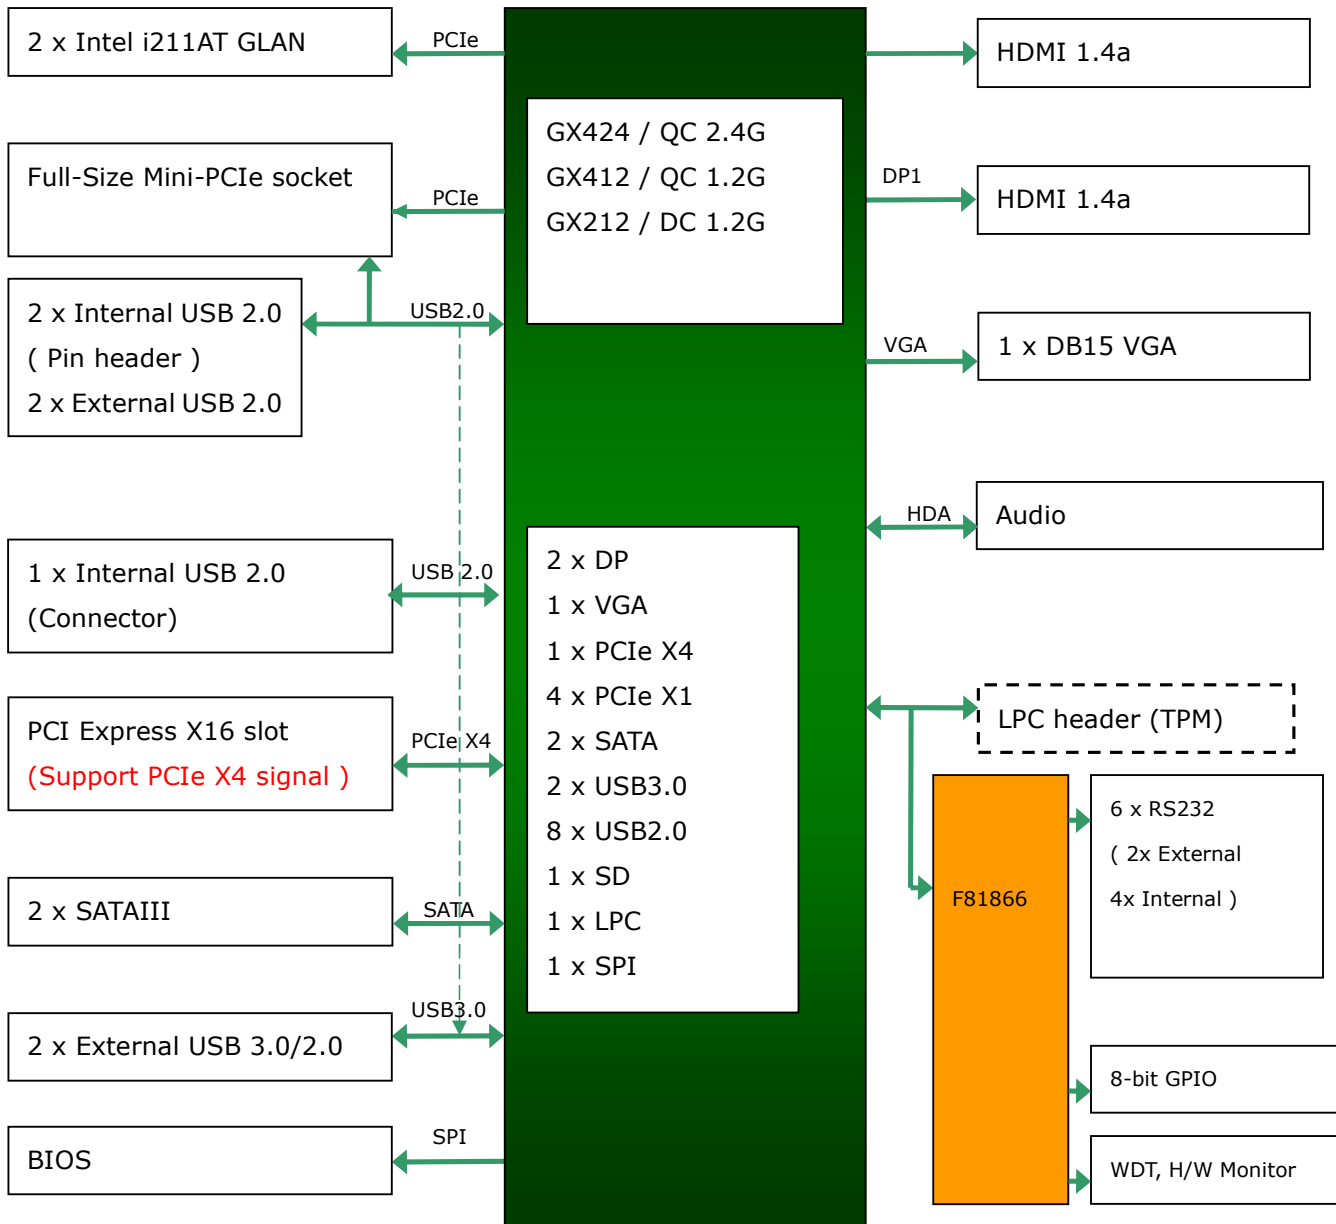 2 x Intel i211AT GLAN
PCIe
Full-Size Mini-PCIe socket
PCIe
2 x Internal USB 2.0
( Pin header )
2 x External USB 2.0
USB2.0
1 x Internal USB 2.0
(Connector)
USB 2.0
PCI Express X16 slot
(Support PCIe X4 signal )
PCIe X4
2 x SATAIII
SATA
2 x External USB 3.0/2.0
USB3.0
BIOS
SPI
GX424 / QC 2.4G
GX412 / QC 1.2G
GX212 / DC 1.2G
2 x DP
1 x VGA
1 x PCIe X4
4 x PCIe X1
2 x SATA
2 x USB3.0
8 x USB2.0
1 x SD
1 x LPC
1 x SPI
HDMI 1.4a
DP1
HDMI 1.4a
VGA
1 x DB15 VGA
HDA
Audio
LPC header (TPM)
F81866
6 x RS232
( 2x External
4x Internal )
8-bit GPIO
WDT, H/W Monitor